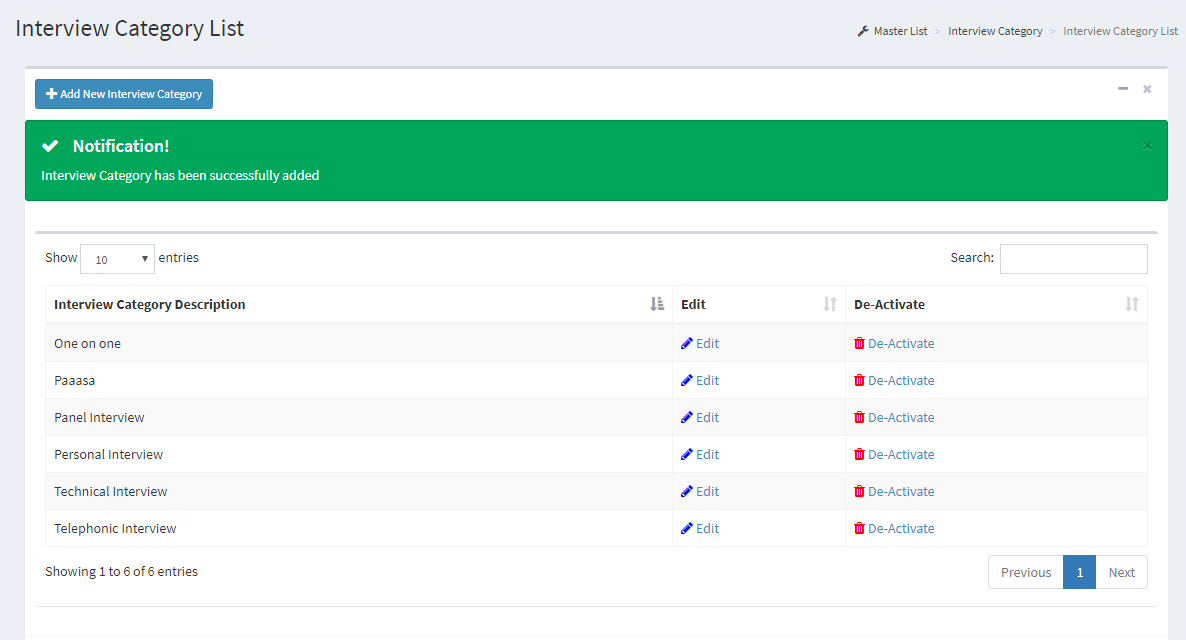 Interview Category List
Master List > Interview Category > Interview Category List
Add New Interview Category
Notification!
Interview Category has been successfully added
Show 10 entries Search:
Interview Category Description Edit De-Activate
One on one Edit De-Activate
Paaasa Edit De-Activate
Panel Interview Edit De-Activate
Personal Interview Edit De-Activate
Technical Interview Edit De-Activate
Telephonic Interview Edit De-Activate
Showing 1 to 6 of 6 entries Previous 1 Next